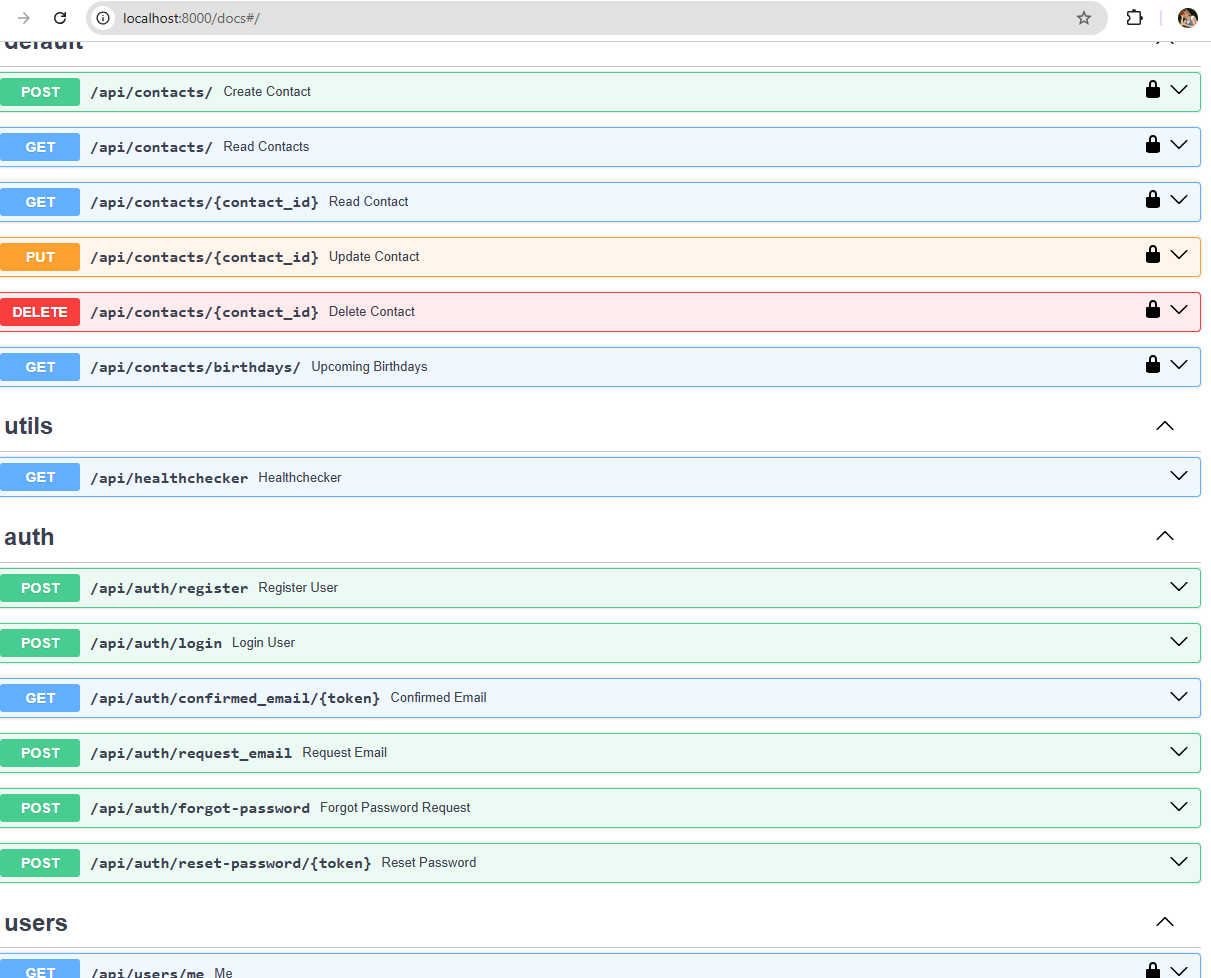 localhost:8000/docs#/
default
POST /api/contacts/ Create Contact
GET /api/contacts/ Read Contacts
GET /api/contacts/{contact_id} Read Contact
PUT /api/contacts/{contact_id} Update Contact
DELETE /api/contacts/{contact_id} Delete Contact
GET /api/contacts/birthdays/ Upcoming Birthdays
utils
GET /api/healthchecker Healthchecker
auth
POST /api/auth/register Register User
POST /api/auth/login Login User
GET /api/auth/confirmed_email/{token} Confirmed Email
POST /api/auth/request_email Request Email
POST /api/auth/forgot-password Forgot Password Request
POST /api/auth/reset-password/{token} Reset Password
users
GET /api/users/me Me